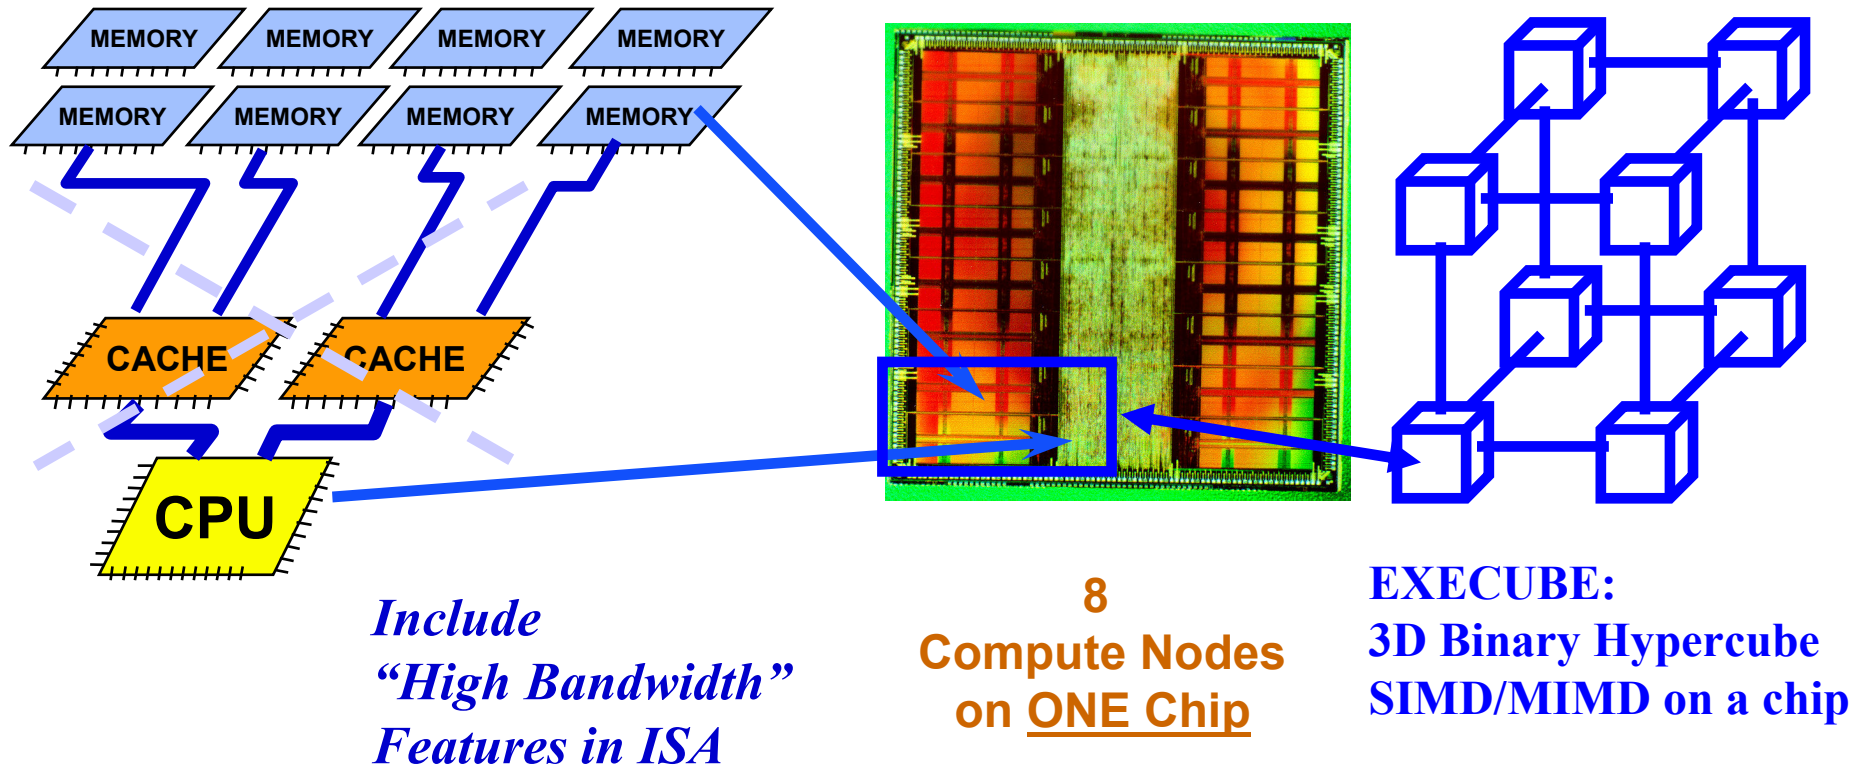 MEMORY MEMORY MEMORY MEMORY
MEMORY MEMORY MEMORY MEMORY
CACHE CACHE
CPU
Include
“High Bandwidth”
Features in ISA
8
Compute Nodes
on ONE Chip
EXECUBE:
3D Binary Hypercube
SIMD/MIMD on a chip